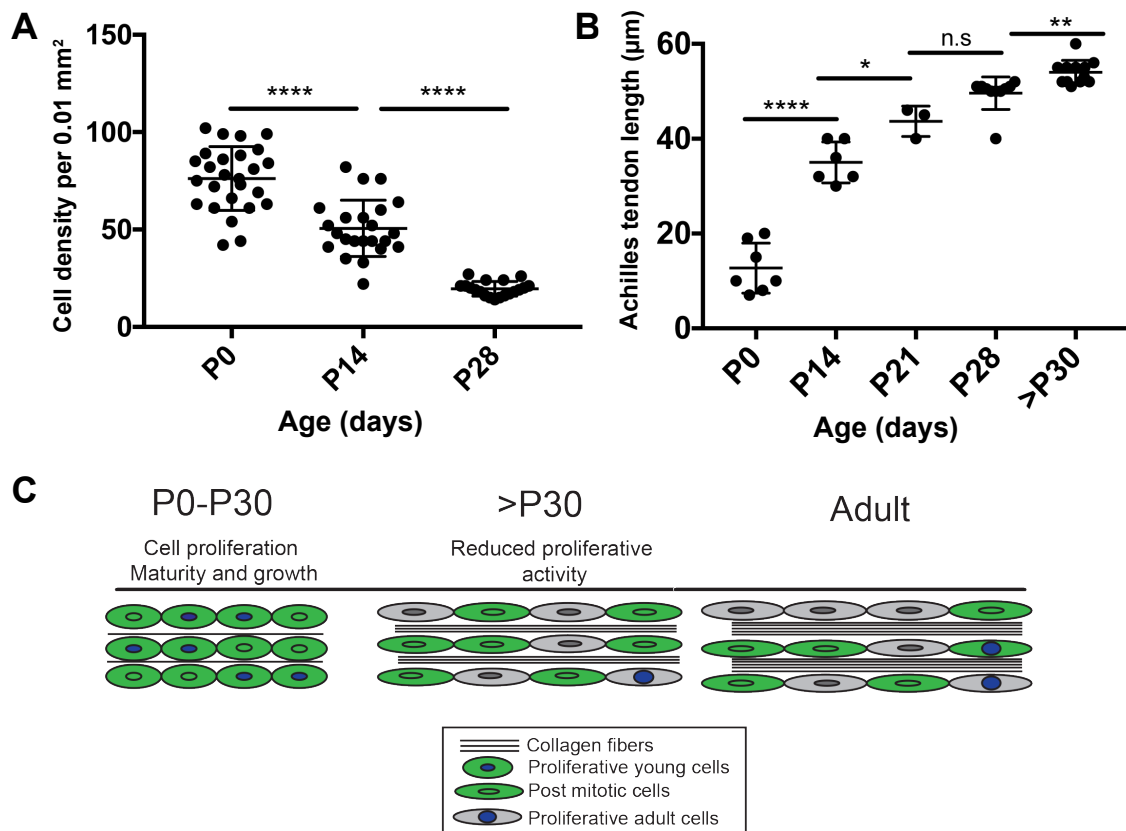 A
Cell density per 0.01 mm²
150
100
50
0
****
****
P0
P14
P28
Age (days)
B
Achilles tendon length (μm)
60
40
20
0
****
*
n.s
**
P0
P14
P21
P28
>P30
Age (days)
C
P0-P30
Cell proliferation
Maturity and growth
>P30
Reduced proliferative
activity
Adult
Collagen fibers
Proliferative young cells
Post mitotic cells
Proliferative adult cells